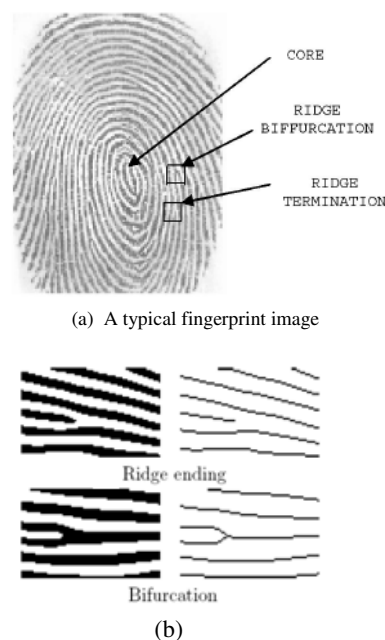 CORE
RIDGE
BIFFURCATION
RIDGE
TERMINATION
(a) A typical fingerprint image
Ridge ending
Bifurcation
(b)